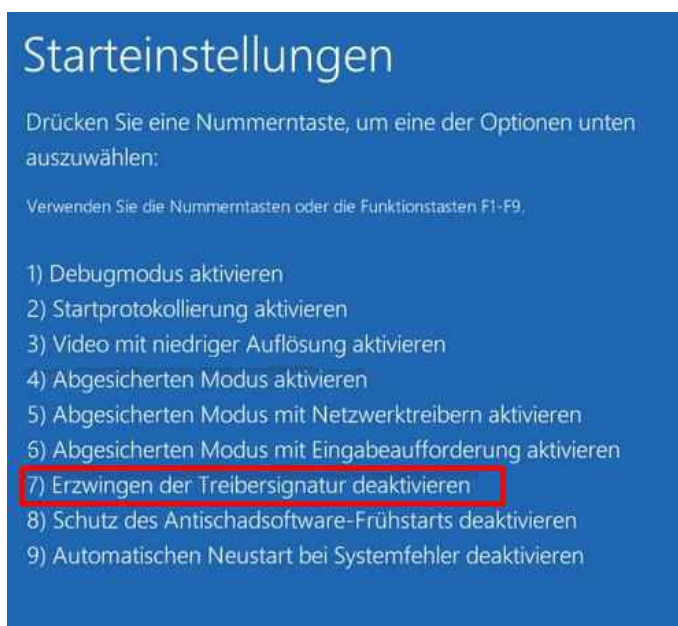 Starteinstellungen
Drücken Sie eine Nummerntaste, um eine der Optionen unten
auszuwählen:
Verwenden Sie die Nummerntasten oder die Funktionstasten F1-F9.
1) Debugmodus aktivieren
2) Startprotokollierung aktivieren
3) Video mit niedriger Auflösung aktivieren
4) Abgesicherten Modus aktivieren
5) Abgesicherten Modus mit Netzwerktreibern aktivieren
6) Abgesicherten Modus mit Eingabeaufforderung aktivieren
7) Erzwingen der Treibersignatur deaktivieren
8) Schutz des Antischadsoftware-Frühstarts deaktivieren
9) Automatischen Neustart bei Systemfehler deaktivieren